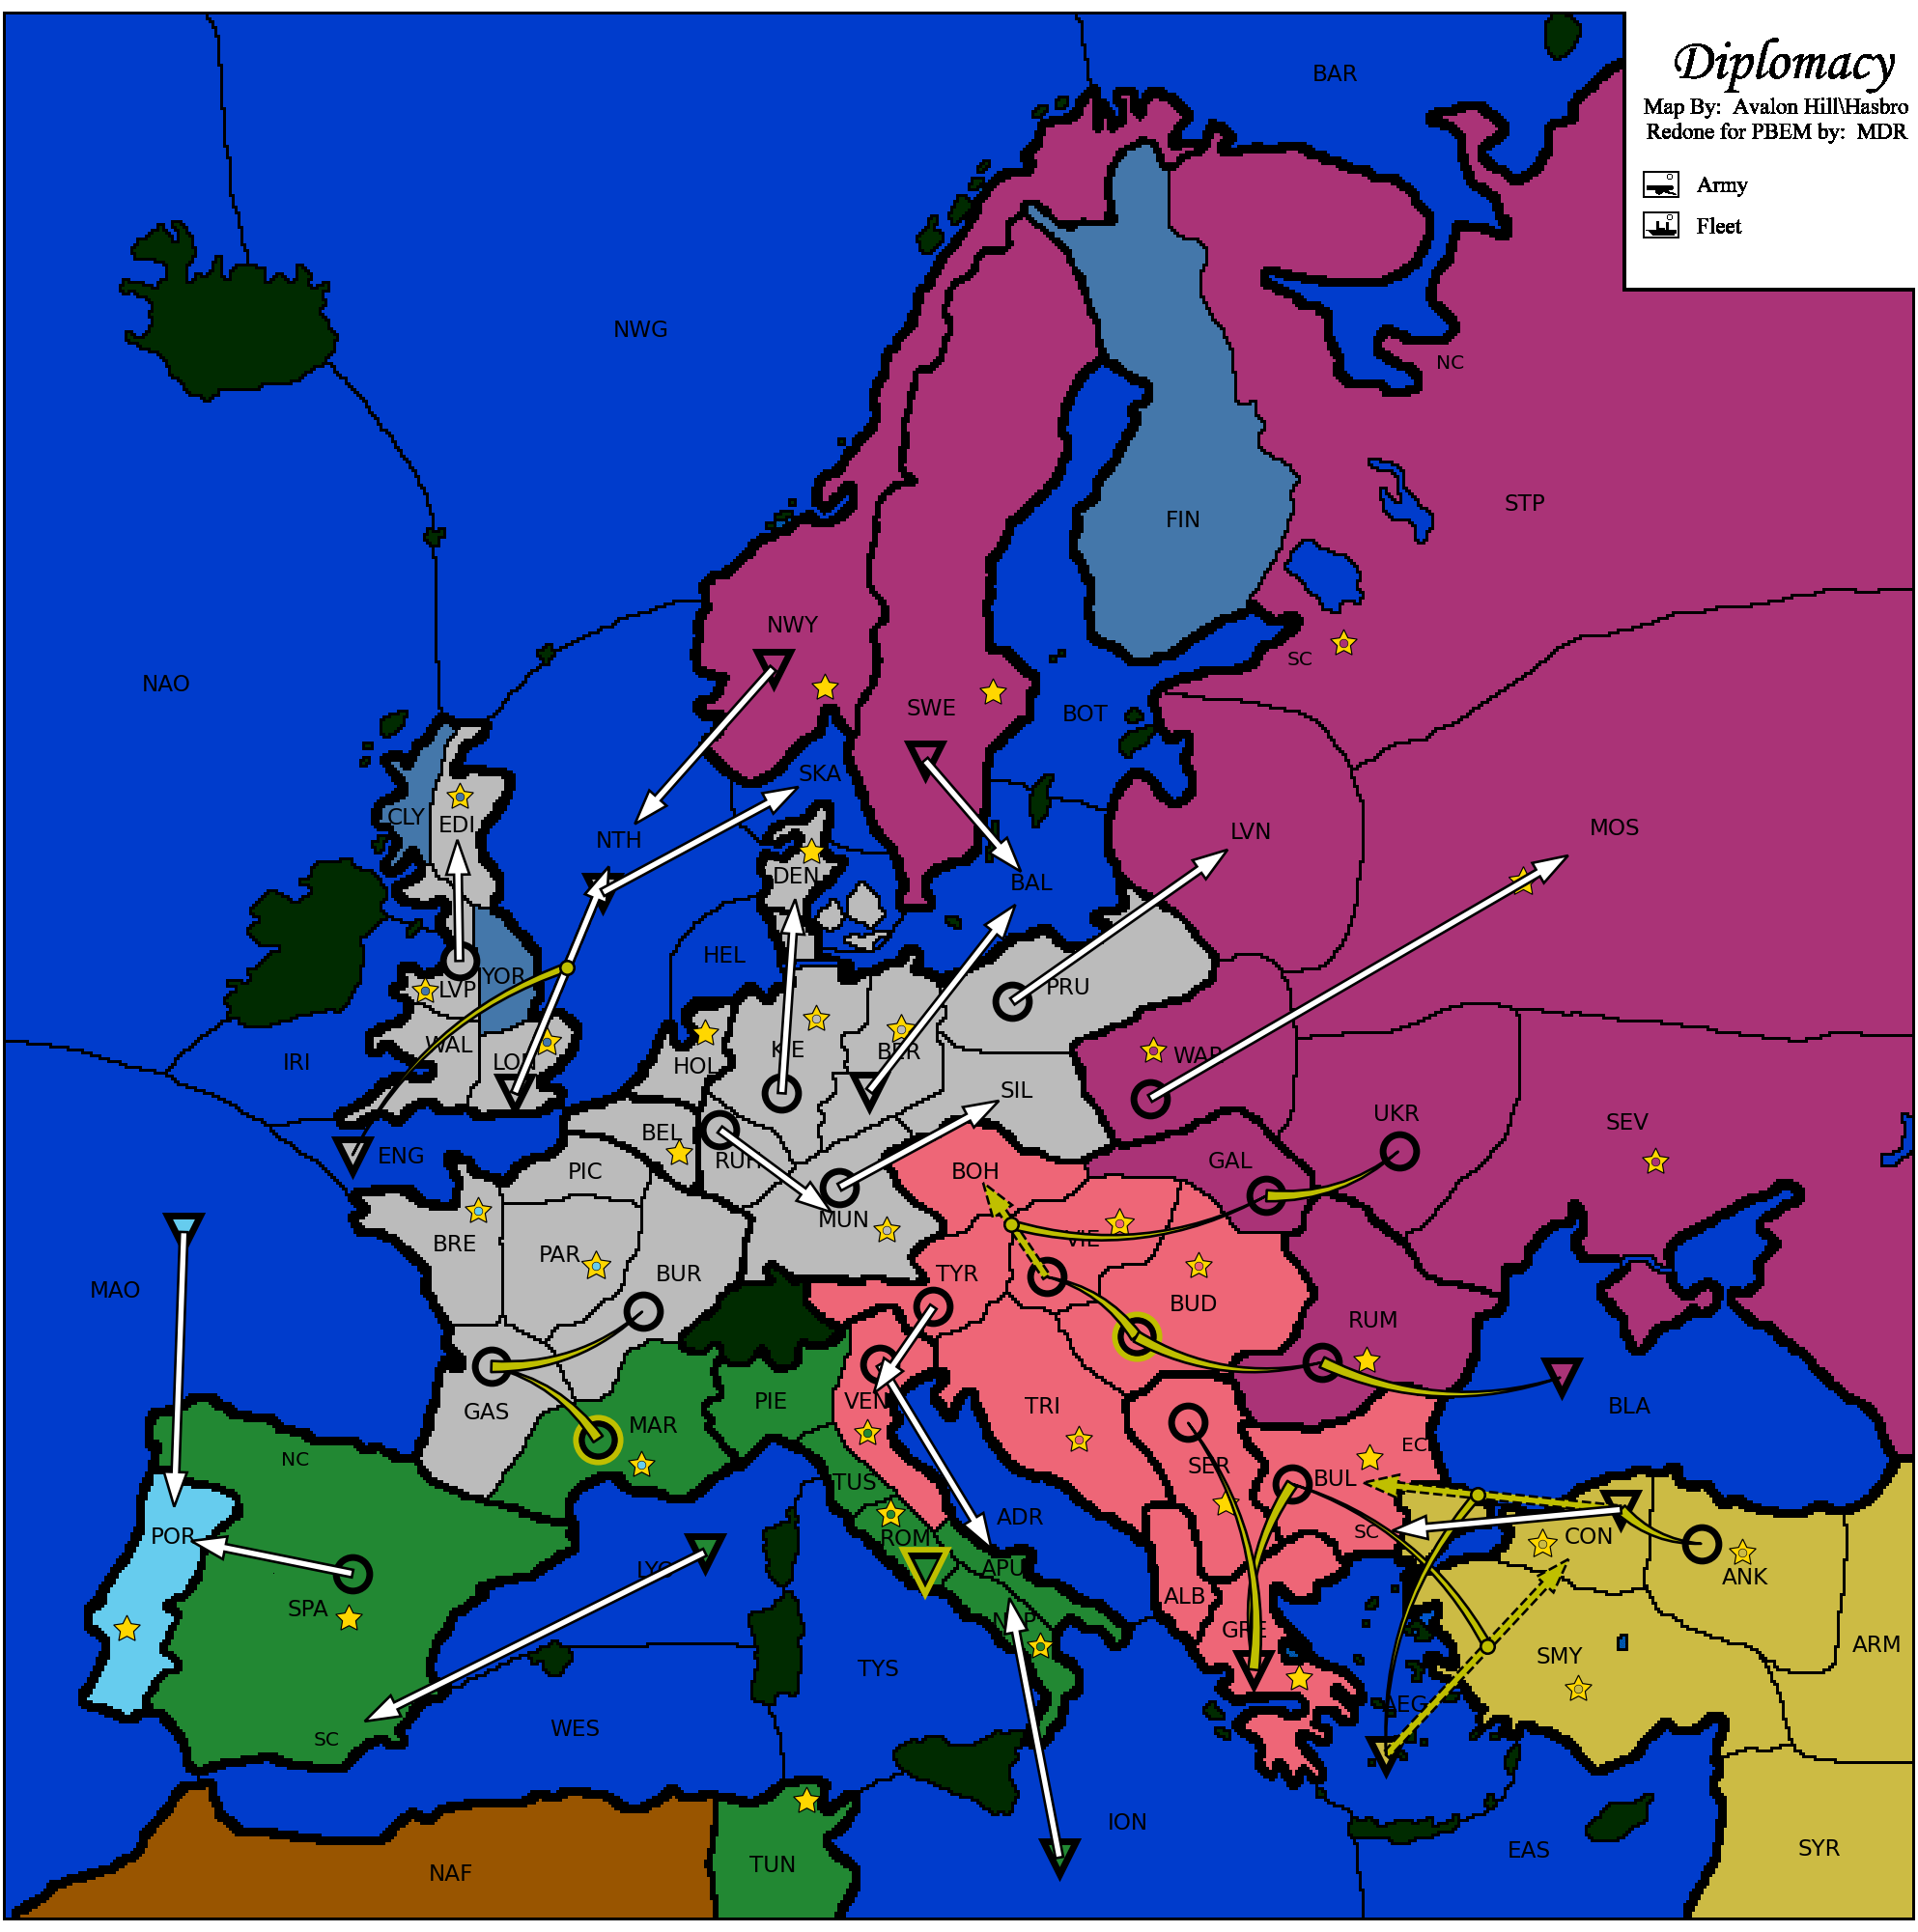 BAR
Diplomacy
Map By: Avalon Hill\Hasbro
Redone for PBEM by: MDR
Army
Fleet
NWG
NC
STP
FIN
NAO
NWY
SC
SWE
BOT
SKA
CLY
EDI
NTH
LVN
MOS
DEN
BAL
HEL
YOR
LVP
PRU
IRI
WAL
LON
HOL
KIE
BER
WAR
SIL
ENG
BEL
RUH
UKR
SEV
PIC
BOH
GAL
MUN
BRE
PAR
BUR
TYR
VIE
MAO
BUD
RUM
GAS
MAR
PIE
VEN
TRI
BLA
NC
EC
TUS
SER
BUL
POR
ROM
ADR
SC
CON
LYO
APU
ANK
SPA
ALB
NAP
GRE
TYS
SMY
ARM
SC
WES
AEG
ION
EAS
SYR
NAF
TUN